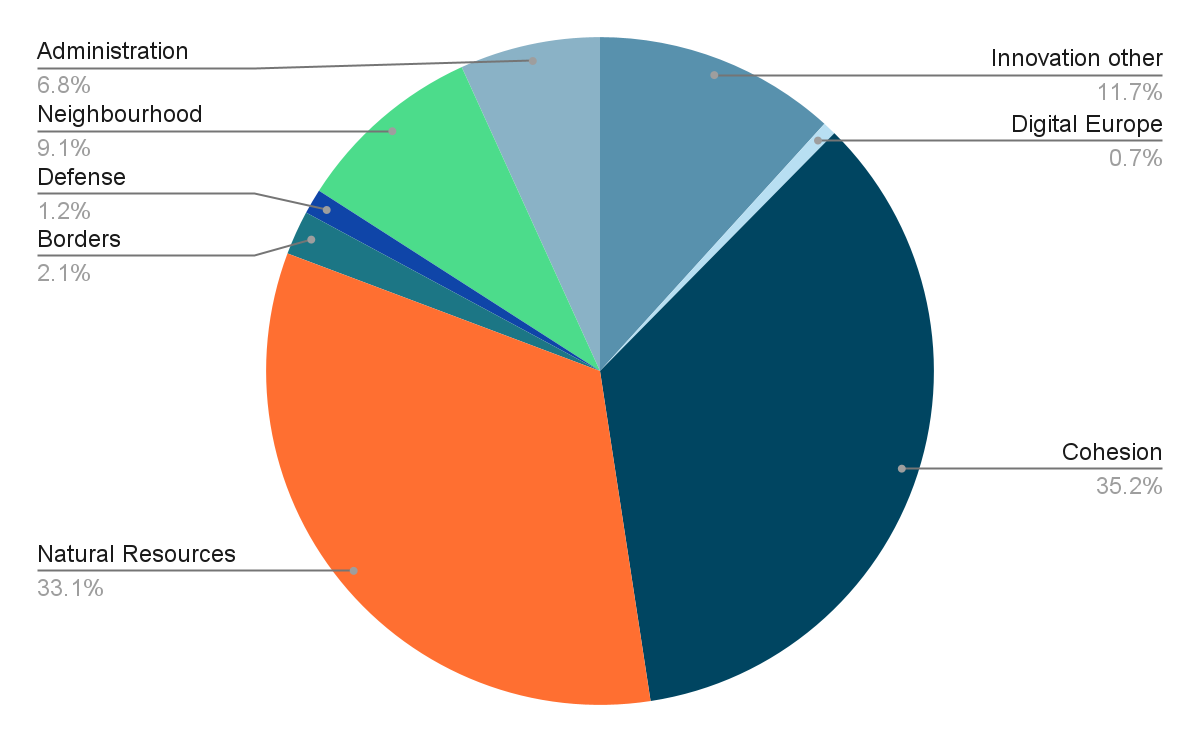 Administration
6.8%
Neighbourhood
9.1%
Defense
1.2%
Borders
2.1%
Natural Resources
33.1%
Innovation other
11.7%
Digital Europe
0.7%
Cohesion
35.2%